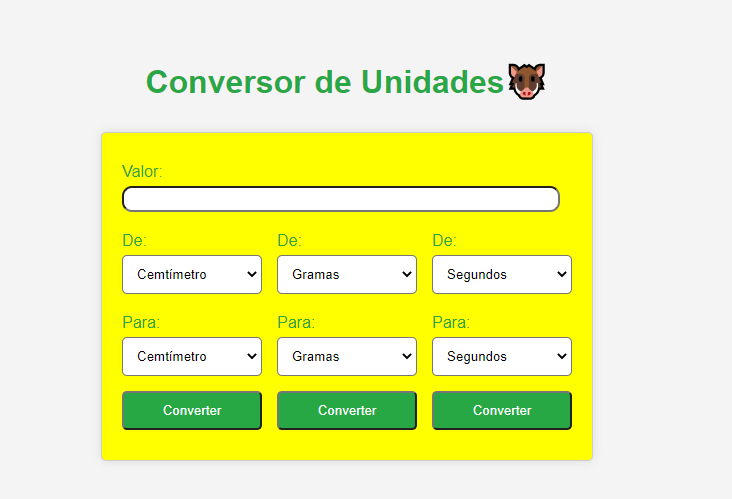 Conversor de Unidades🐗
Valor:
De: De: De:
Cemtímetro Gramas Segundos
Para: Para: Para:
Cemtímetro Gramas Segundos
Converter Converter Converter